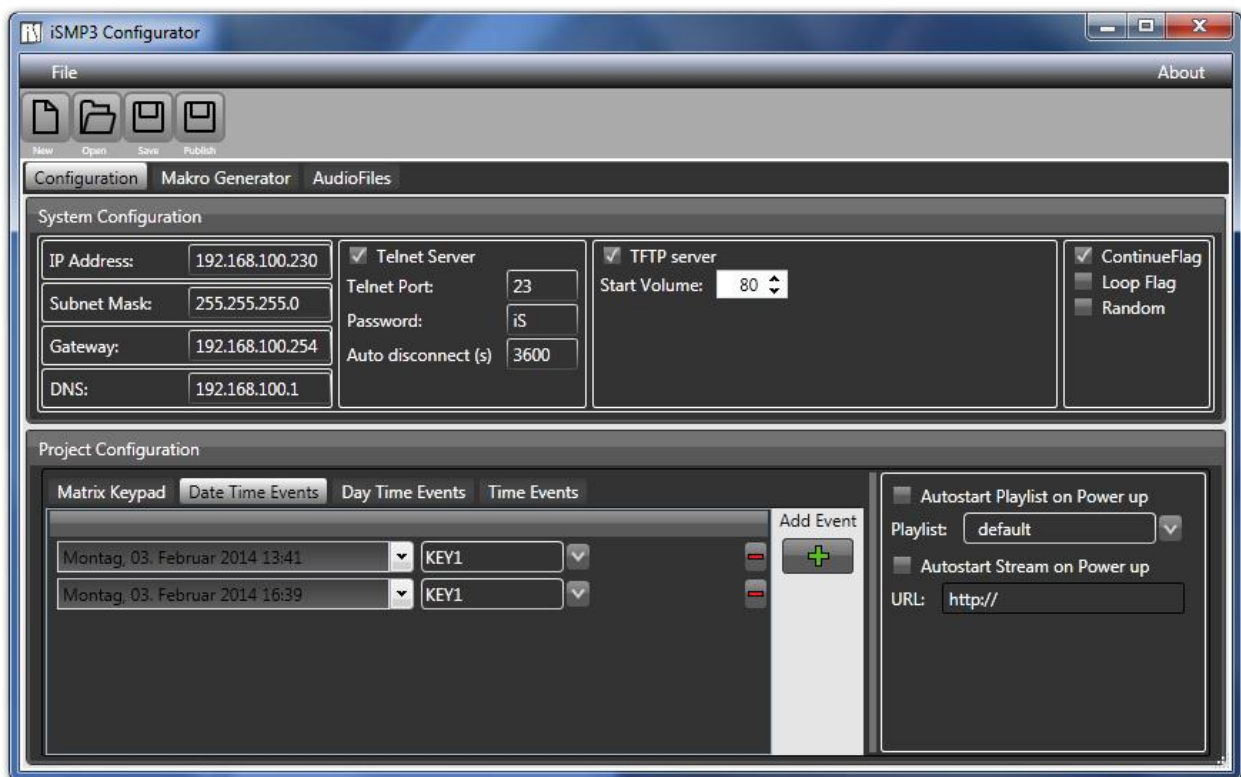 iSMP3 Configurator
File About
New Open Save Publish
Configuration Makro Generator AudioFiles
System Configuration
IP Address: 192.168.100.230
Subnet Mask: 255.255.255.0
Gateway: 192.168.100.254
DNS: 192.168.100.1
Telnet Server
Telnet Port: 23
Password: iS
Auto disconnect (s) 3600
TFTP server
Start Volume: 80
ContinueFlag
Loop Flag
Random
Project Configuration
Matrix Keypad Date Time Events Day Time Events Time Events
Add Event
Montag, 03. Februar 2014 13:41 KEY1
Montag, 03. Februar 2014 16:39 KEY1
Autostart Playlist on Power up
Playlist: default
Autostart Stream on Power up
URL: http://